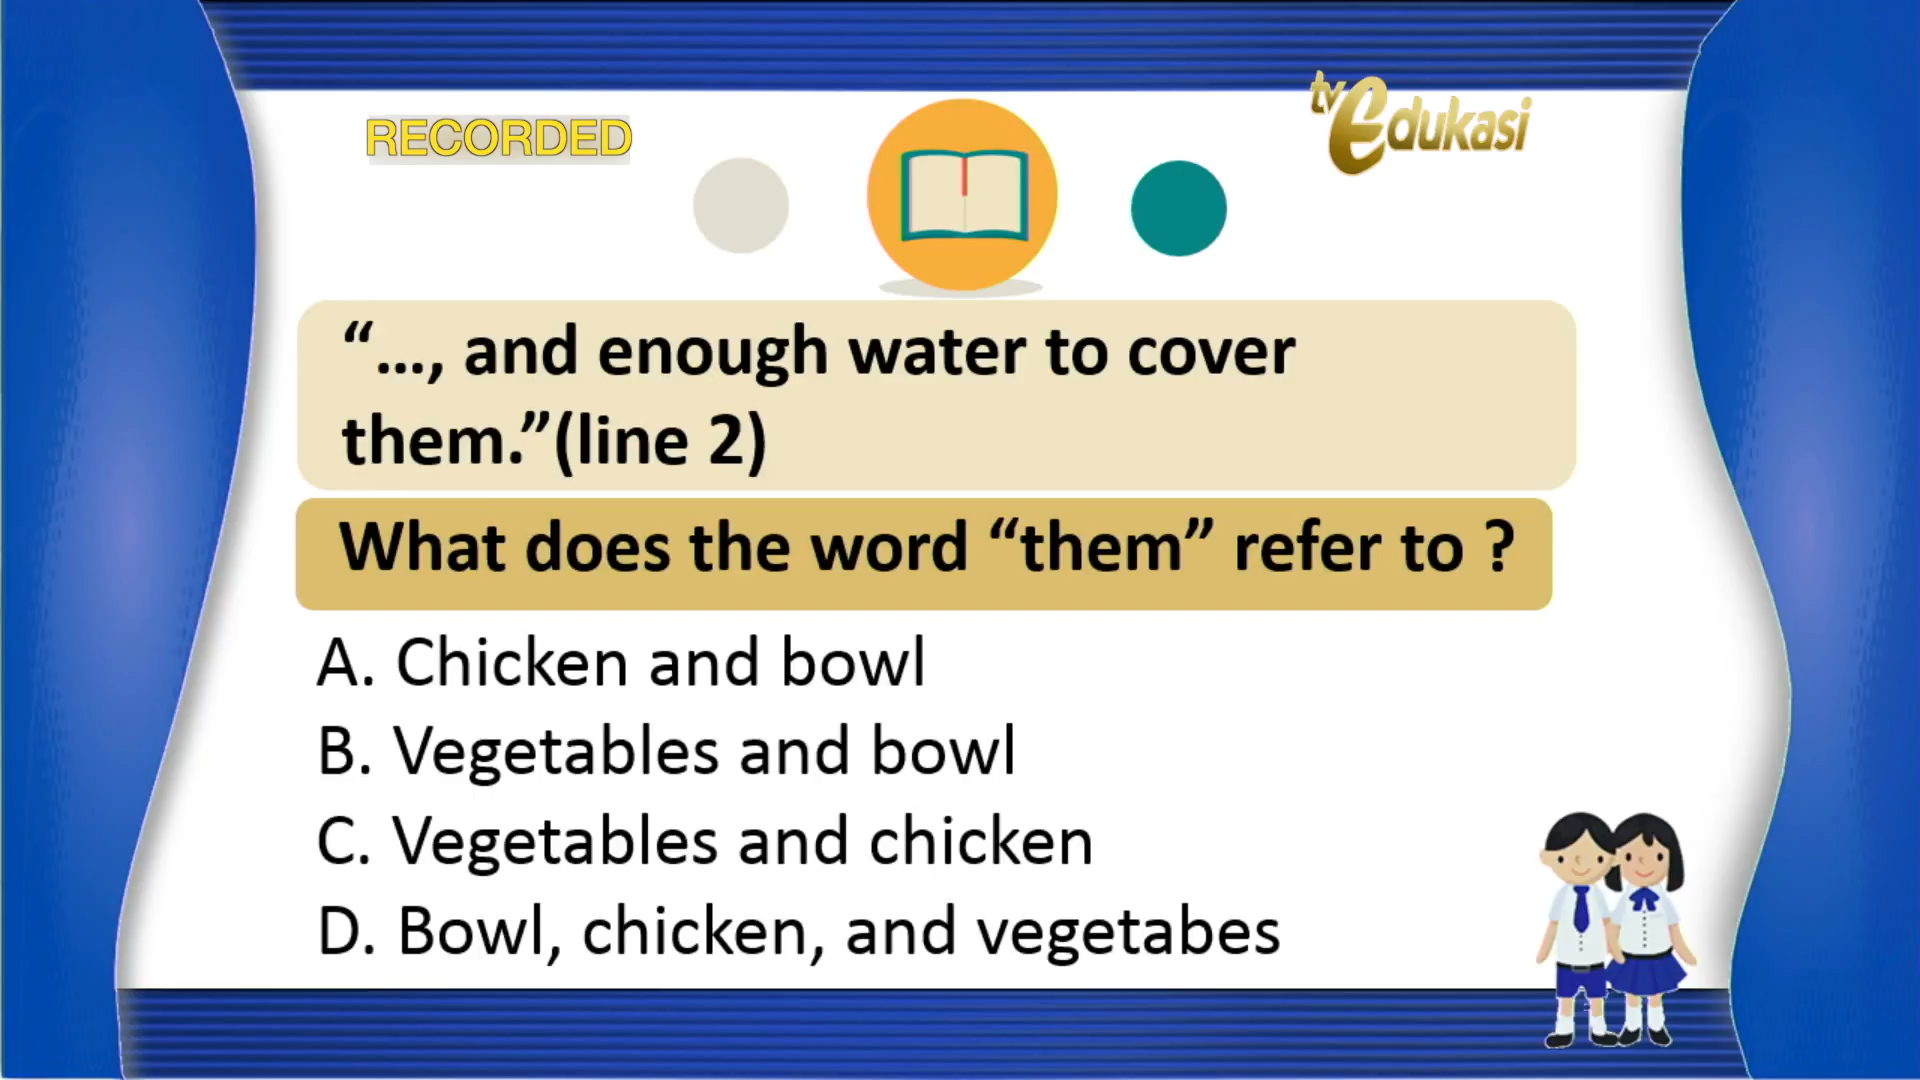 RECORDED
tv Edukasi
“..., and enough water to cover
them.”(line 2)
What does the word “them” refer to ?
A. Chicken and bowl
B. Vegetables and bowl
C. Vegetables and chicken
D. Bowl, chicken, and vegetabes